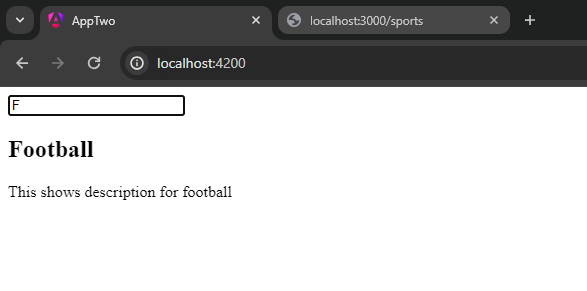 AppTwo
localhost:3000/sports
localhost:4200
F
Football
This shows description for football